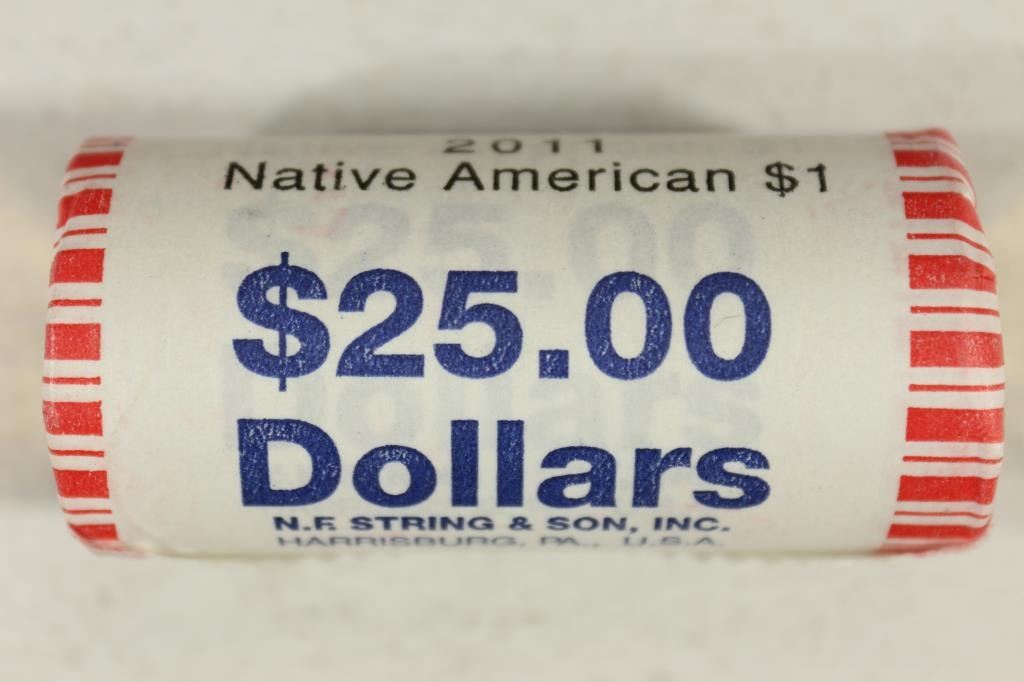 2011
Native American $1
$25.00
Dollars
N.F. STRING & SON, INC.
HARRISBURG, PA., U.S.A.